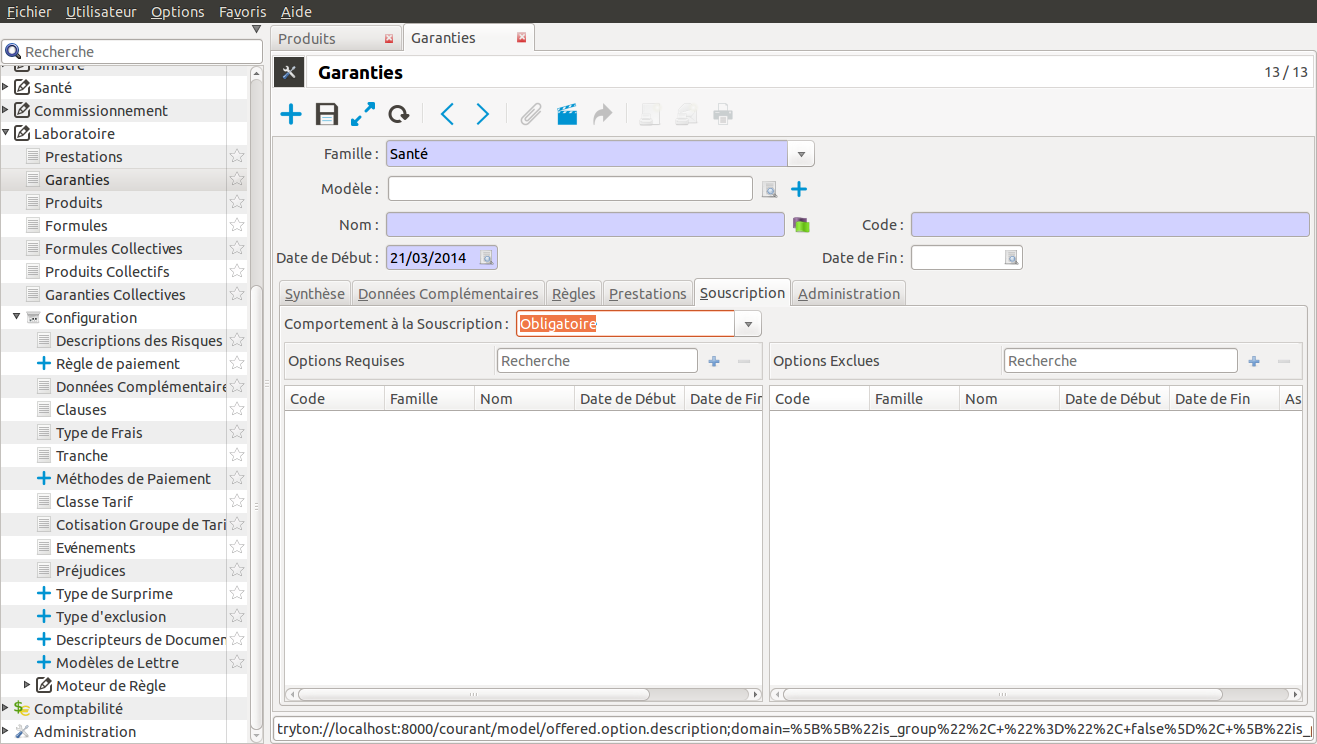 Fichier Utilisateur Options Favoris Aide
Produits Garanties
Recherche
Garanties 13 / 13
Sinistre
Santé
Commissionnement
Laboratoire
Prestations
Garanties
Produits
Formules
Formules Collectives
Produits Collectifs
Garanties Collectives
Configuration
Descriptions des Risques
Règle de paiement
Données Complémentaire
Clauses
Type de Frais
Tranche
Méthodes de Paiement
Classe Tarif
Cotisation Groupe de Tari
Evénements
Préjudices
Type de Surprime
Type d'exclusion
Descripteurs de Documen
Modèles de Lettre
Moteur de Règle
Comptabilité
Administration
Famille : Santé
Modèle :
Nom : Code :
Date de Début : 21/03/2014 Date de Fin :
Synthèse Données Complémentaires Règles Prestations Souscription Administration
Comportement à la Souscription : Obligatoire
Options Requises Recherche Options Exclues Recherche
Code Famille Nom Date de Début Date de Fin Code Famille Nom Date de Début Date de Fin As
tryton://localhost:8000/courant/model/offered.option.description;domain=%5B%5B%22is_group%22%2C+%22%3D%22%2C+false%5D%2C+%5B%22is_p